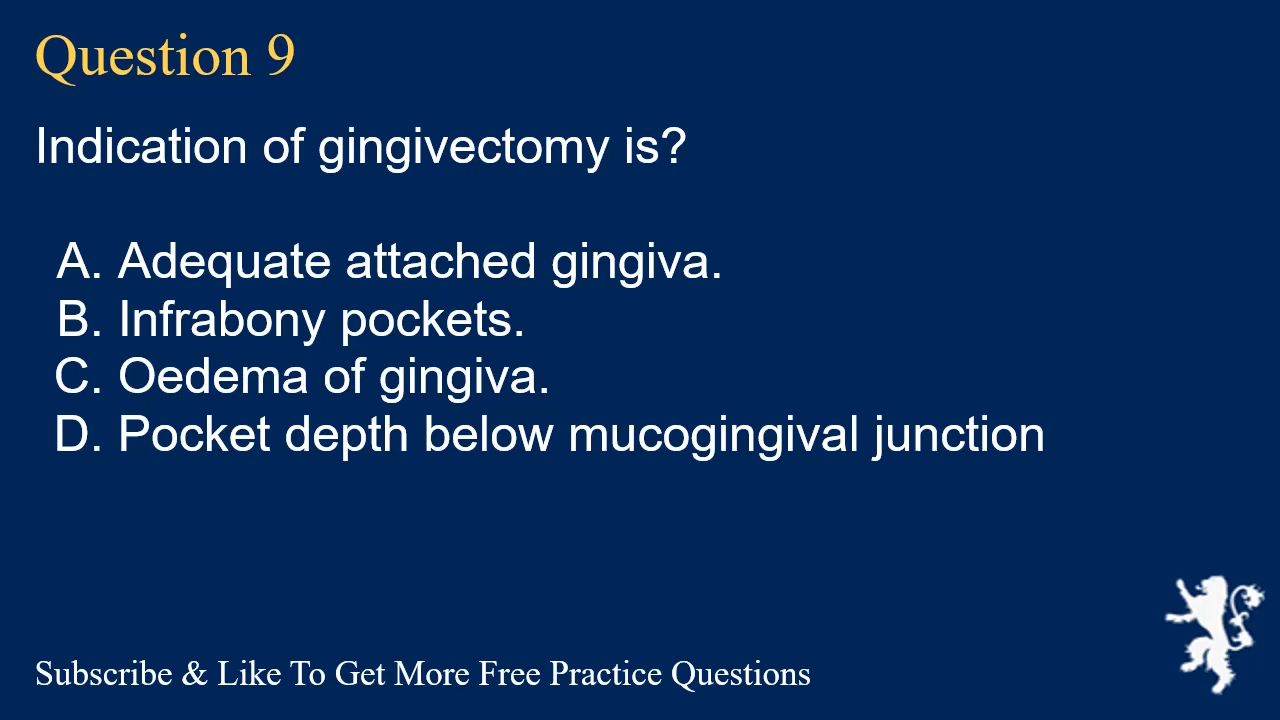 Question 9
Indication of gingivectomy is?
A. Adequate attached gingiva.
B. Infrabony pockets.
C. Oedema of gingiva.
D. Pocket depth below mucogingival junction
Subscribe & Like To Get More Free Practice Questions